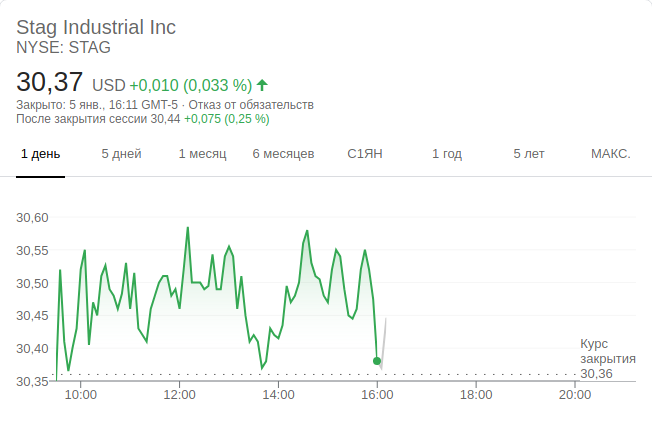 Stag Industrial Inc
NYSE: STAG
30,37 USD +0,010 (0,033 %)
Закрыто: 5 янв., 16:11 GMT-5 · Отказ от обязательств
После закрытия сессии 30,44 +0,075 (0,25 %)
1 день 5 дней 1 месяц 6 месяцев С1ЯН 1 год 5 лет МАКС.
30,60
30,55
30,50
30,45
30,40
30,35
Курс
закрытия
30,36
10:00 12:00 14:00 16:00 18:00 20:00